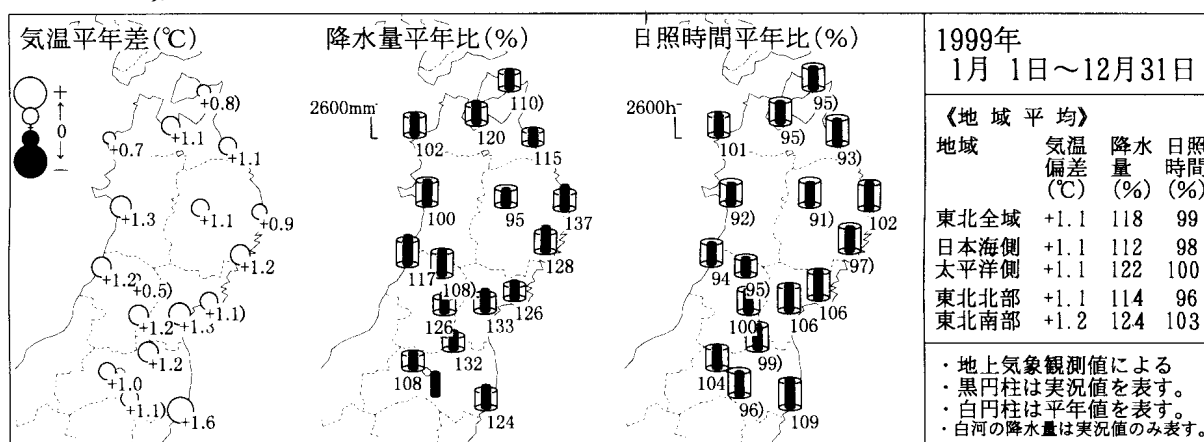 気温平年差(℃)
+
↑
0
↓
−
+0.8)
+1.1
+0.7
+1.1
+1.3
+1.1
+0.9
+1.2
+1.2)
+0.5)
+1.1)
+1.2
+1.3
+1.2
+1.0
+1.1)
+1.6
降水量平年比(%)
2600mm
110)
120
102
115
100
95
137
128
117
108)
126
126
133
132
108
124
日照時間平年比(%)
2600h
95)
95)
101
93)
92)
91)
102
97)
94
95)
106
100
106
99)
104
96)
109
1999年
1月 1日～12月31日
《地 域 平 均》
地域 気温 降水 日照
偏差 量 時間
(℃) (%) (%)
東北全域 +1.1 118 99
日本海側 +1.1 112 98
太平洋側 +1.1 122 100
東北北部 +1.1 114 96
東北南部 +1.2 124 103
・地上気象観測値による
・黒円柱は実況値を表す。
・白円柱は平年値を表す。
・白河の降水量は実況値のみ表す。